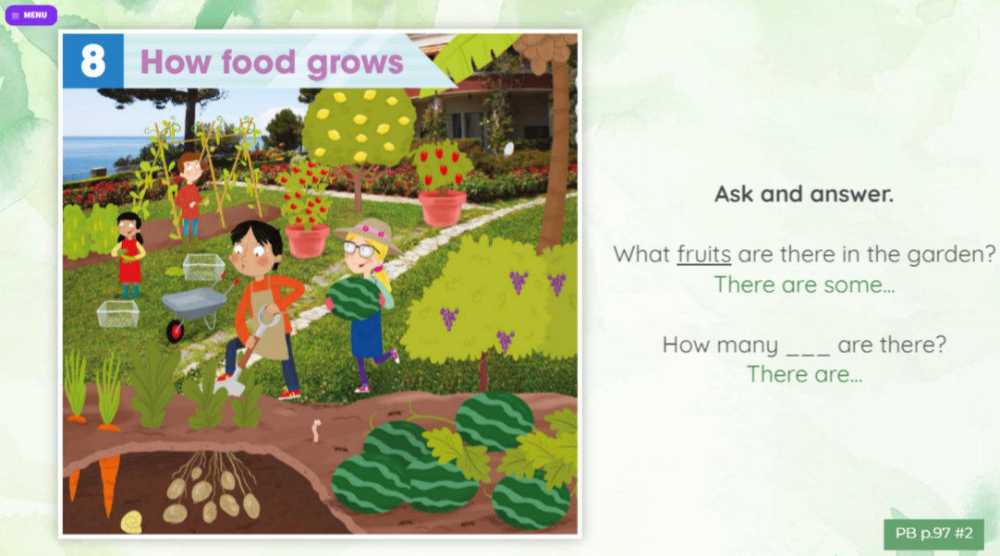 MENU
8 How food grows
Ask and answer.
What fruits are there in the garden?
There are some...
How many ___ are there?
There are...
PB p.97 #2